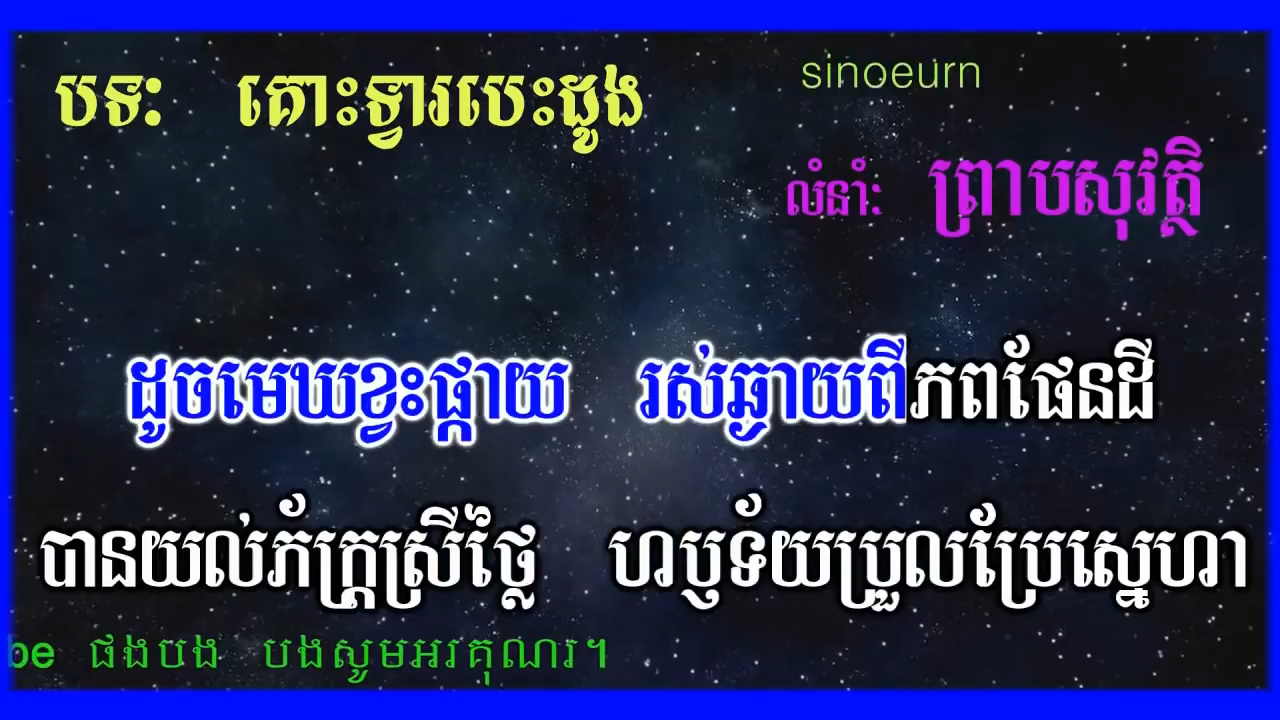 បទៈ គោះទ្វារបេះដូង
sinoeurn
លំនាំៈ ព្រាបសុវត្ថិ
ដូចមេឃខ្វះផ្កាយ រស់ឆ្ងាយពីភពផែនដី
បានយល់ភ័ក្ត្រស្រីថ្លៃ ហឫទ័យប្រួលប្រែស្នេហា
be ផងបង បងសូមអរគុណរ។